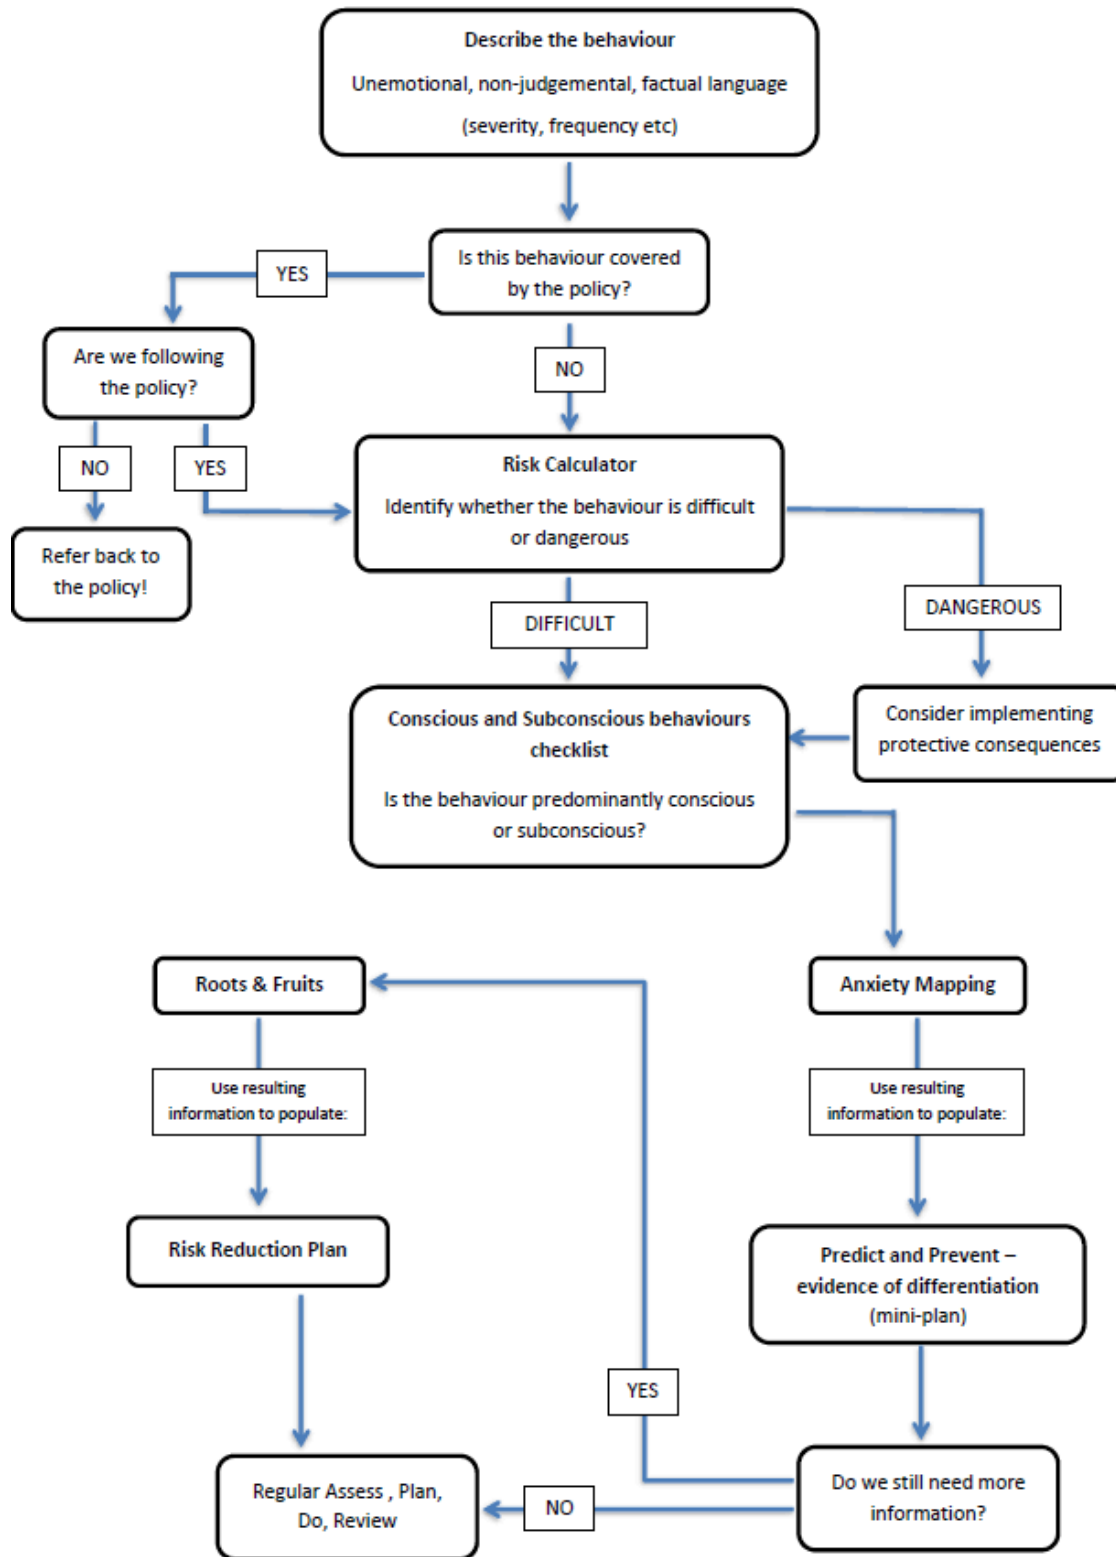 Describe the behaviour
Unemotional, non-judgemental, factual language
(severity, frequency etc)
Is this behaviour covered
by the policy?
YES
Are we following
the policy?
NO
NO
YES
Risk Calculator
Identify whether the behaviour is difficult
or dangerous
Refer back to
the policy!
DIFFICULT
DANGEROUS
Conscious and Subconscious behaviours
checklist
Is the behaviour predominantly conscious
or subconscious?
Consider implementing
protective consequences
Roots & Fruits
Anxiety Mapping
Use resulting
information to populate:
Use resulting
information to populate:
Risk Reduction Plan
Predict and Prevent –
evidence of differentiation
(mini-plan)
YES
Regular Assess , Plan,
Do, Review
NO
Do we still need more
information?